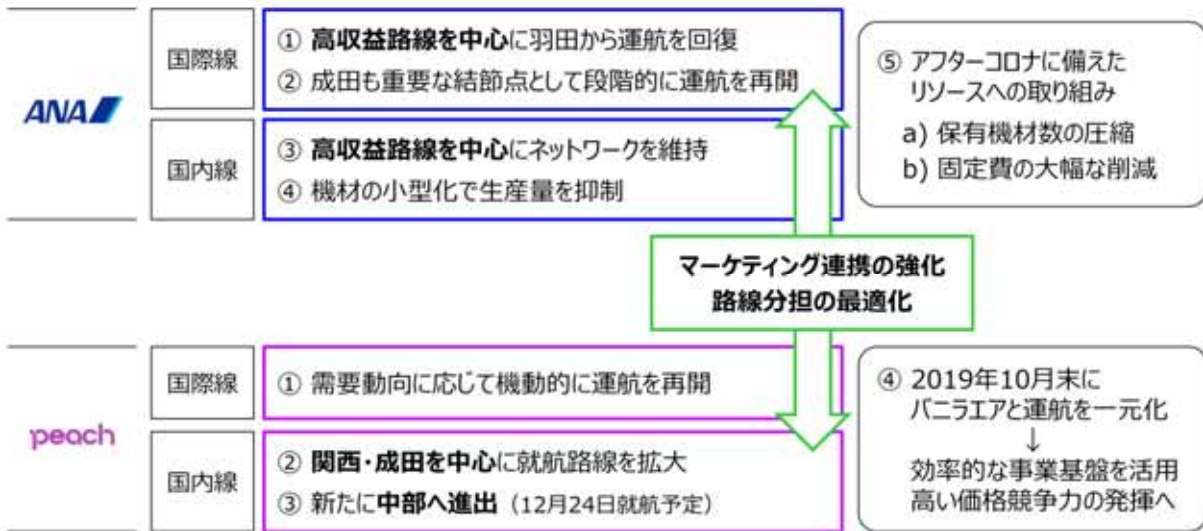 ANA
国際線
① 高収益路線を中心に羽田から運航を回復
② 成田も重要な結節点として段階的に運航を再開
国内線
③ 高収益路線を中心にネットワークを維持
④ 機材の小型化で生産量を抑制
⑤ アフターコロナに備えた
リソースへの取り組み
a) 保有機材数の圧縮
b) 固定費の大幅な削減
マーケティング連携の強化
路線分担の最適化
peach
国際線
① 需要動向に応じて機動的に運航を再開
国内線
② 関西・成田を中心に就航路線を拡大
③ 新たに中部へ進出（12月24日就航予定）
④ 2019年10月末に
バニラエアと運航を一元化
↓
効率的な事業基盤を活用
高い価格競争力の発揮へ